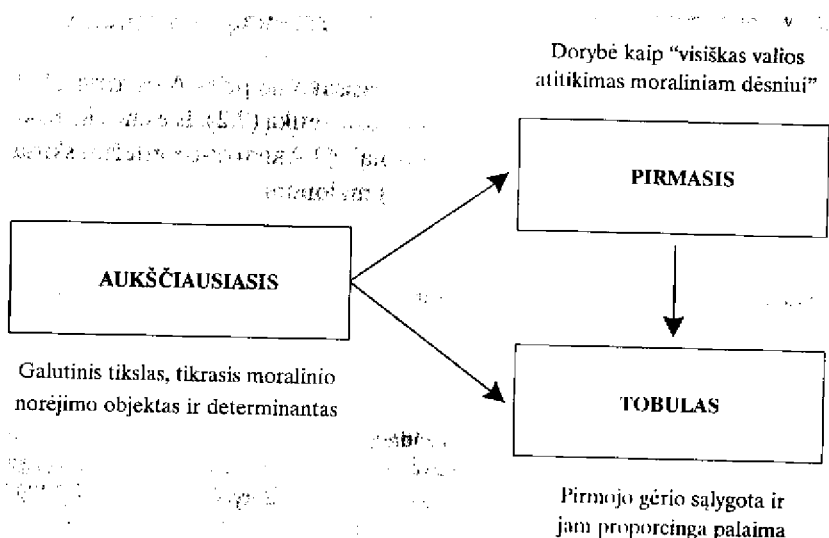 Dorybė kaip “visiškas valios
atitikimas moraliniam dėsniui”
PIRMASIS
AUKŠČIAUSIASIS
Galutinis tikslas, tikrasis moralinio
norėjimo objektas ir determinantas
TOBULAS
Pirmojo gėrio sąlygota ir
jam proporcinga palaima